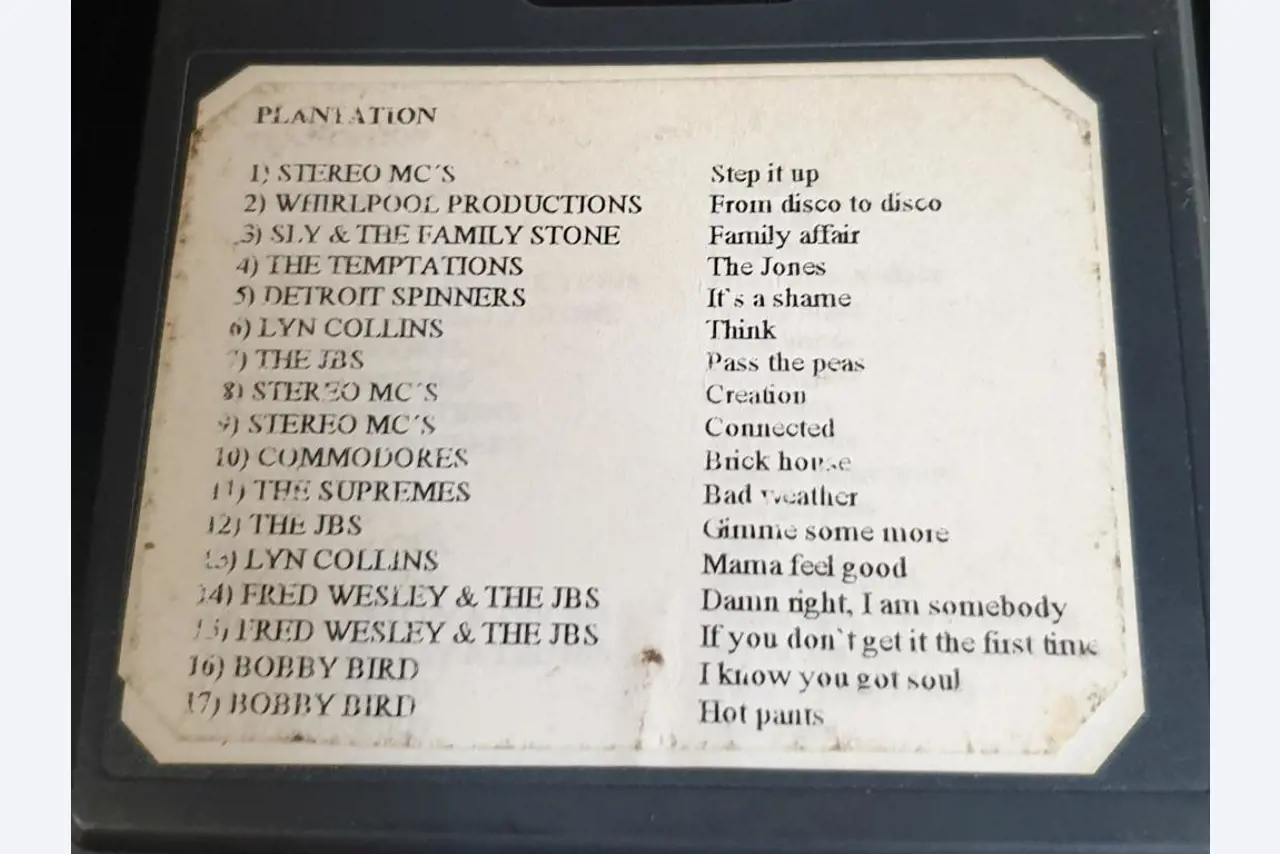 PLANTATION
1) STEREO MC´S Step it up
2) WHIRLPOOL PRODUCTIONS From disco to disco
3) SLY & THE FAMILY STONE Family affair
4) THE TEMPTATIONS The Jones
5) DETROIT SPINNERS It`s a shame
6) LYN COLLINS Think
7) THE JBS Pass the peas
8) STEREO MC´S Creation
9) STEREO MC´S Connected
10) COMMODORES Brick house
11) THE SUPREMES Bad weather
12) THE JBS Gimme some more
13) LYN COLLINS Mama feel good
14) FRED WESLEY & THE JBS Damn right, I am somebody
15) FRED WESLEY & THE JBS If you don`t get it the first time
16) BOBBY BIRD I know you got soul
17) BOBBY BIRD Hot pants